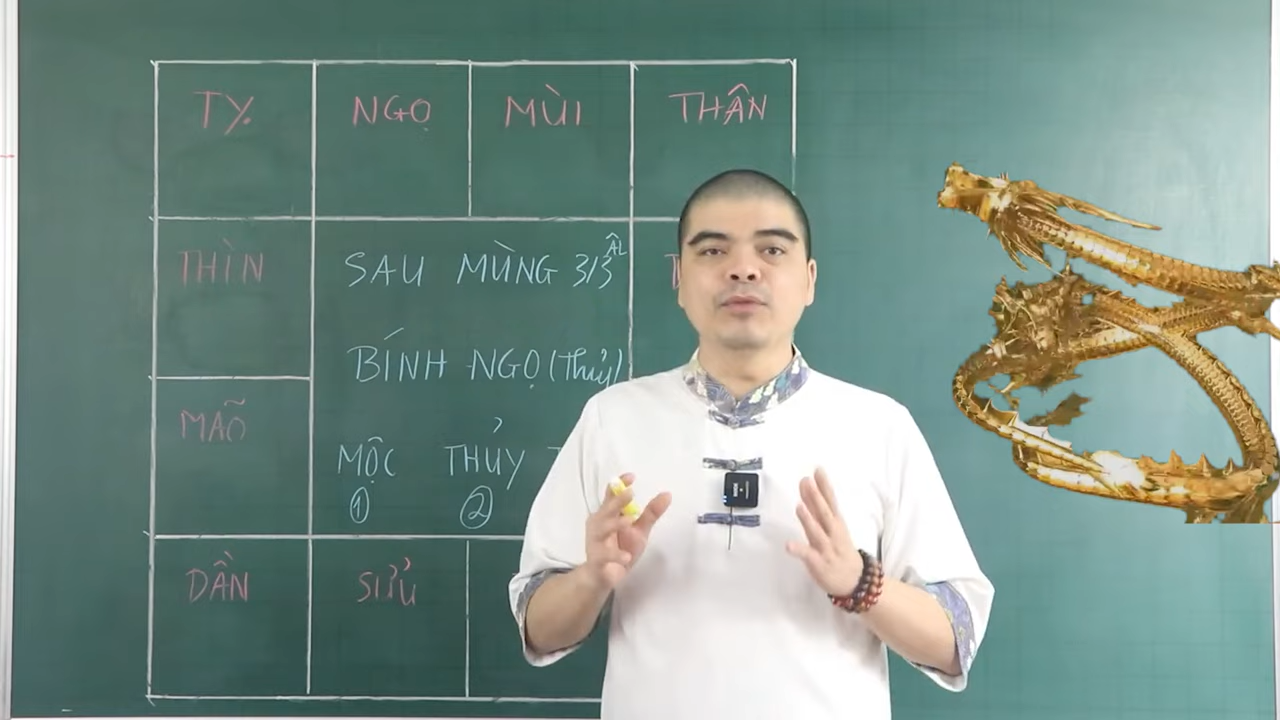 TỴ NGỌ MÙI THÂN
THÌN
SAU MÙNG 3/3 ÂL
BÍNH NGỌ (Thủy)
MÃO
MỘC THỦY
① ②
DẦN SỬU